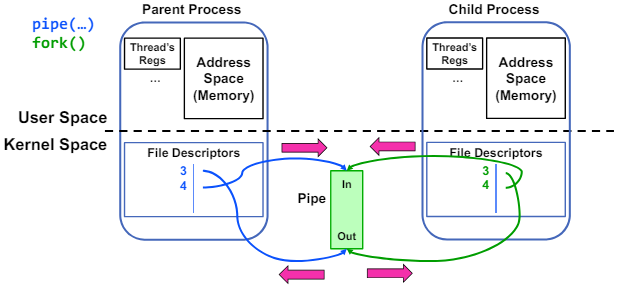 Parent Process
Child Process
pipe(…)
fork()
Thread's
Regs
...
Address
Space
(Memory)
Thread's
Regs
...
Address
Space
(Memory)
User Space
Kernel Space
File Descriptors
3
4
Pipe
In
Out
File Descriptors
3
4